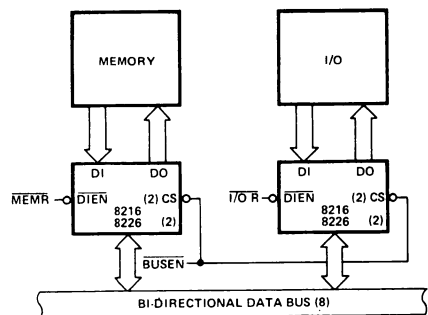 MEMORY
I/O
DI DO
DI DO
MEMR DIEN (2) CS
8216
8226 (2)
I/O R DIEN (2) CS
8216
8226 (2)
BUSEN
BI-DIRECTIONAL DATA BUS (8)